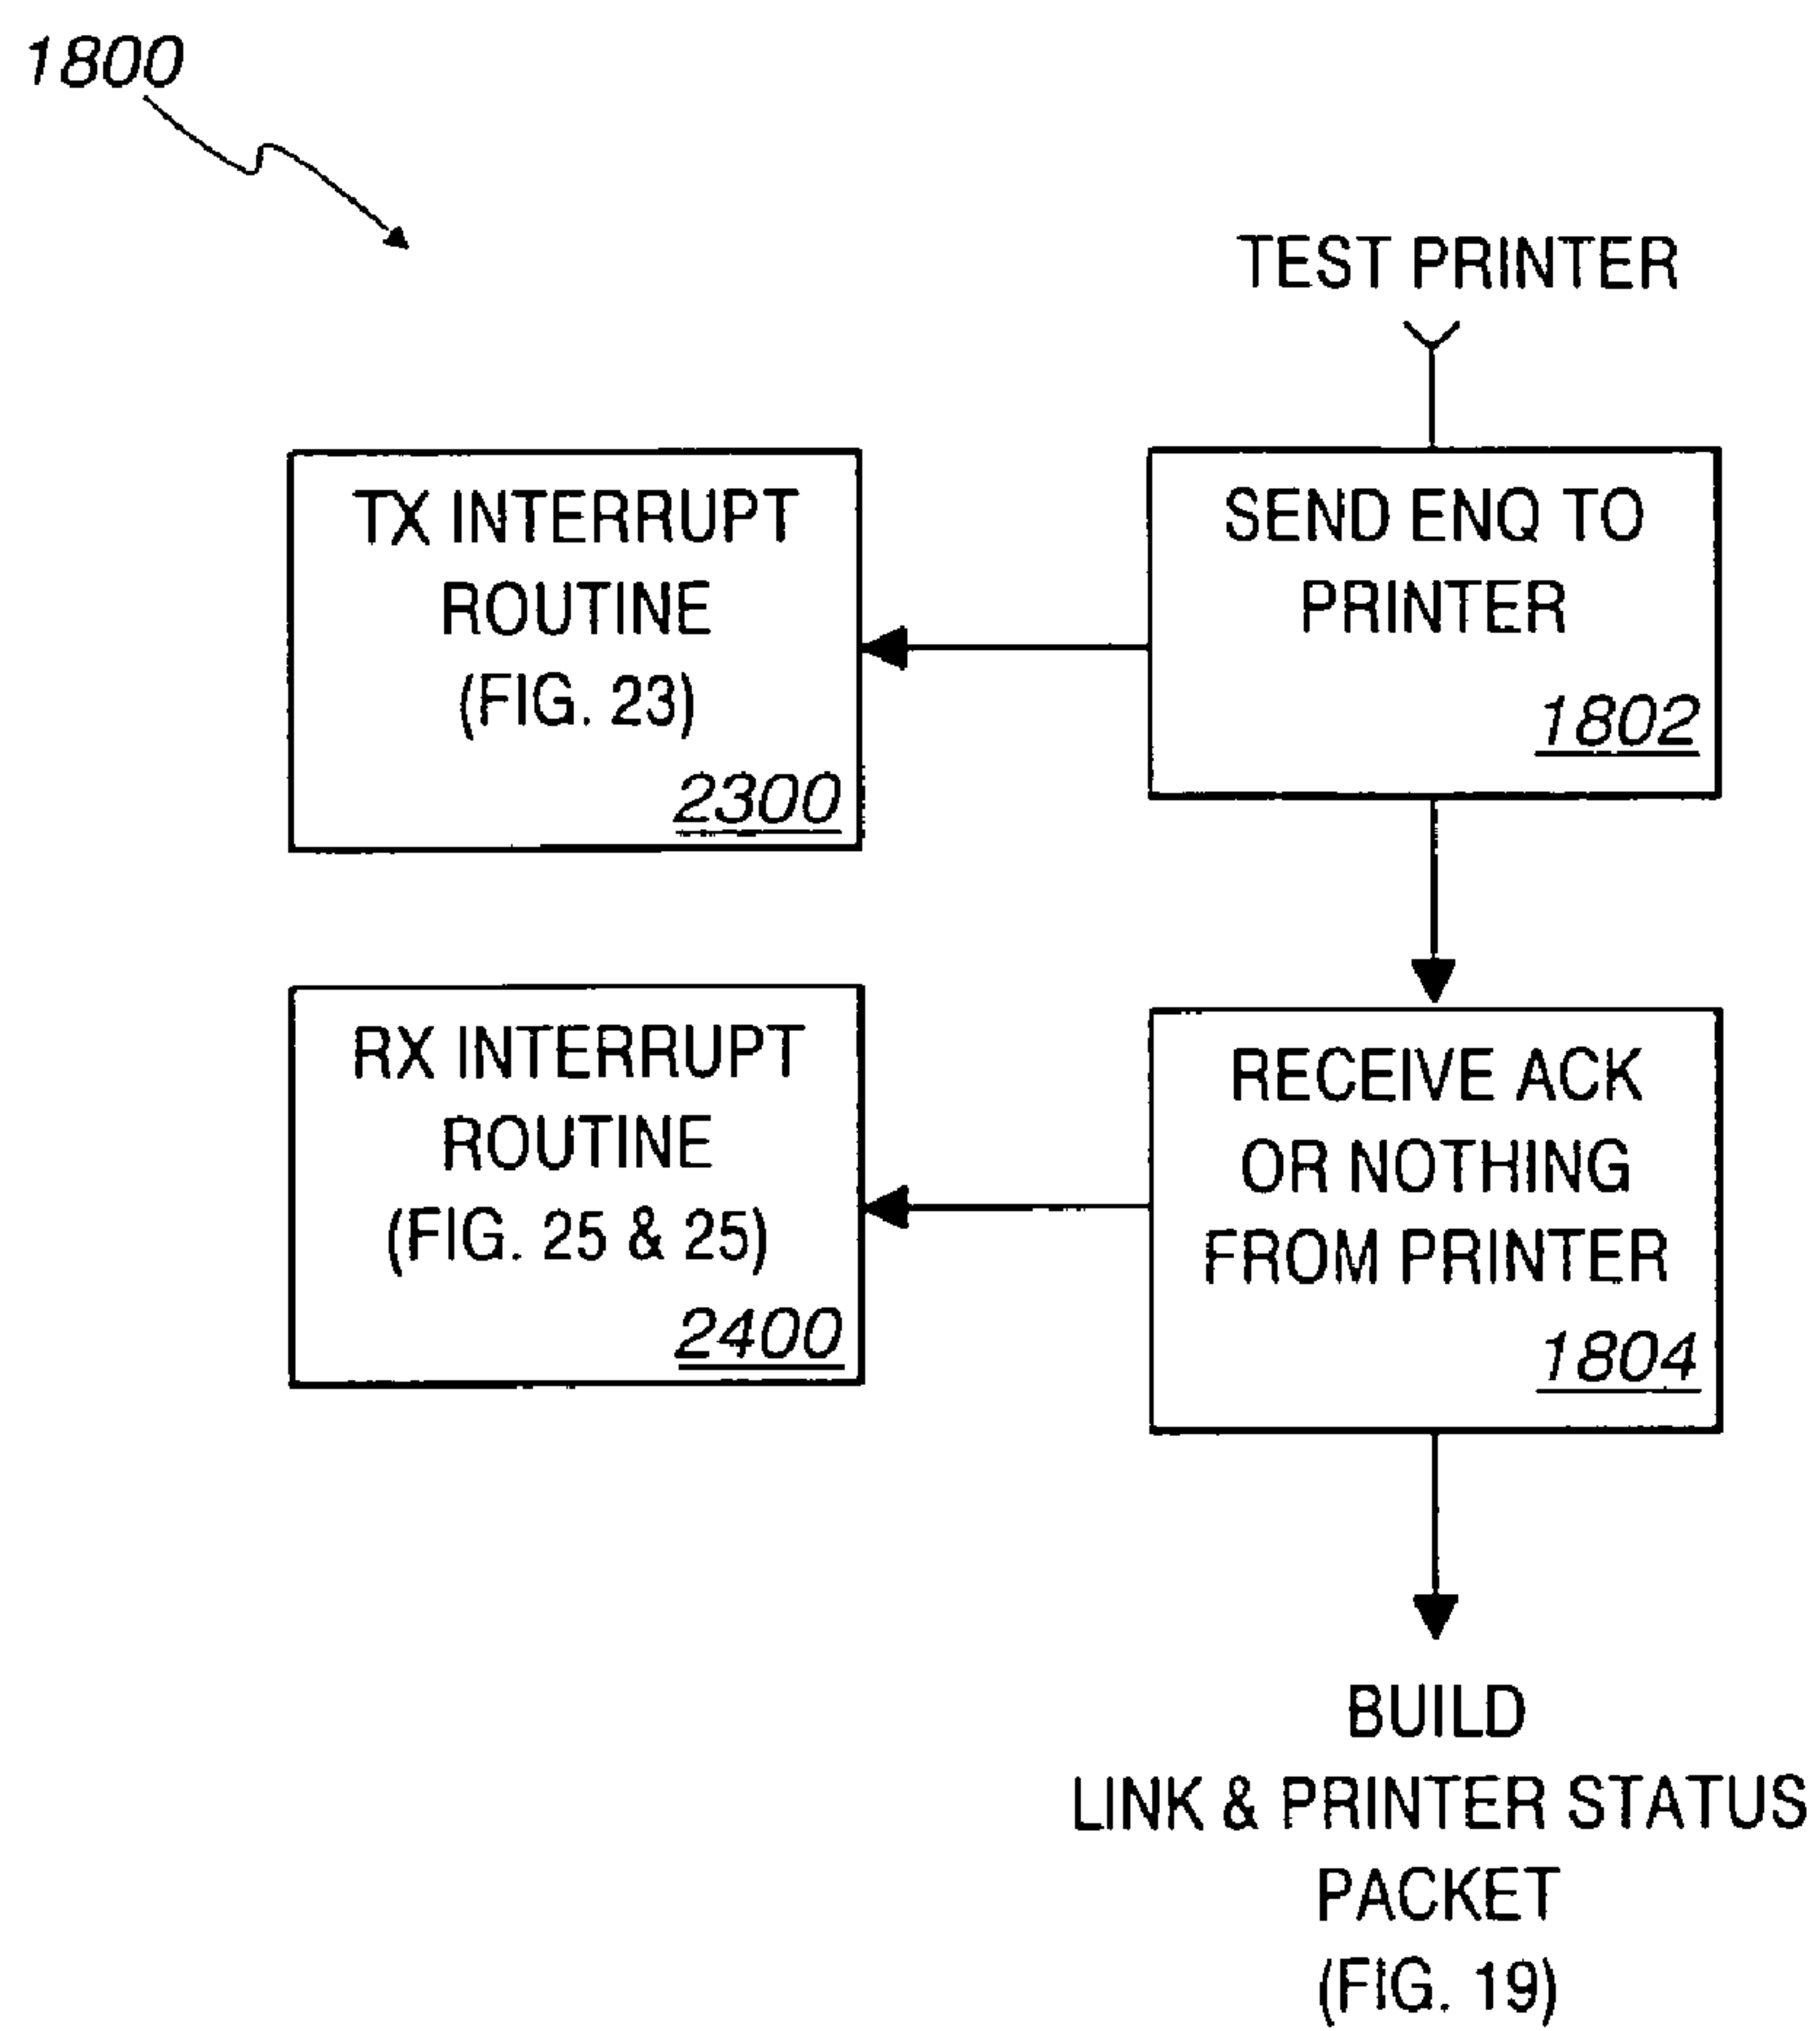 1800
TEST PRINTER
TX INTERRUPT
ROUTINE
(FIG. 23)
2300
SEND ENQ TO
PRINTER
1802
RX INTERRUPT
ROUTINE
(FIG. 25 & 25)
2400
RECEIVE ACK
OR NOTHING
FROM PRINTER
1804
BUILD
LINK & PRINTER STATUS
PACKET
(FIG. 19)